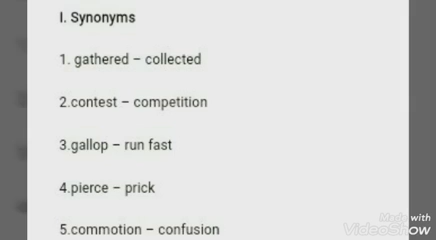 I. Synonyms
1. gathered – collected
2.contest – competition
3.gallop – run fast
4.pierce – prick
5.commotion – confusion
Made with
VideoShow